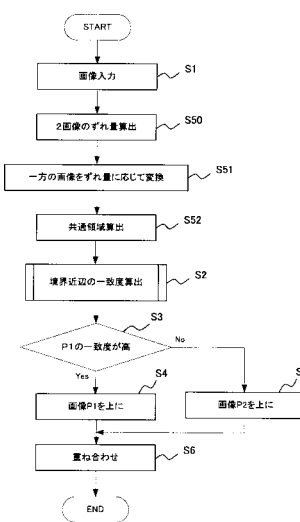 START
画像入力
S1
2画像のずれ量算出
S50
一方の画像をずれ量に応じて変換
S51
共通領域算出
S52
境界近辺の一致度算出
S2
P1の一致度が高
S3
No
Yes
画像P1を上に
S4
画像P2を上に
S
重ね合わせ
S6
END